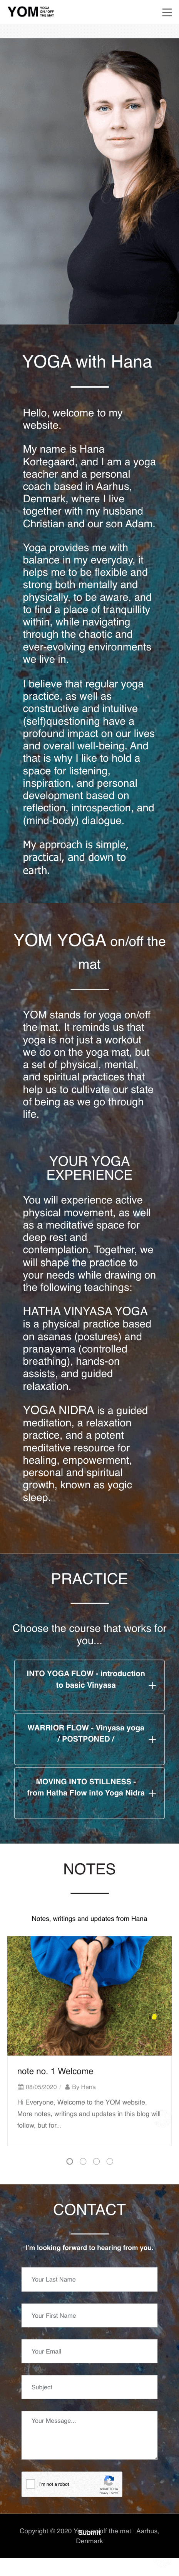 YOM YOGA
ON/OFF
THE MAT
YOGA with Hana
Hello, welcome to my
website.
My name is Hana
Kortegaard, and I am a yoga
teacher and a personal
coach based in Aarhus,
Denmark, where I live
together with my husband
Christian and our son Adam.
Yoga provides me with
balance in my everyday, it
helps me to be flexible and
strong both mentally and
physically, to be aware, and
to find a place of tranquillity
within, while navigating
through the chaotic and
ever-evolving environments
we live in.
I believe that regular yoga
practice, as well as
constructive and intuitive
(self)questioning have a
profound impact on our lives
and overall well-being. And
that is why I like to hold a
space for listening,
inspiration, and personal
development based on
reflection, introspection, and
(mind-body) dialogue.
My approach is simple,
practical, and down to
earth.
YOM YOGA on/off the
mat
YOM stands for yoga on/off
the mat. It reminds us that
yoga is not just a workout
we do on the yoga mat, but
a set of physical, mental,
and spiritual practices that
help us to cultivate our state
of being as we go through
life.
YOUR YOGA
EXPERIENCE
You will experience active
physical movement, as well
as a meditative space for
deep rest and
contemplation. Together, we
will shape the practice to
your needs while drawing on
the following teachings:
HATHA VINYASA YOGA
is a physical practice based
on asanas (postures) and
pranayama (controlled
breathing), hands-on
assists, and guided
relaxation.
YOGA NIDRA is a guided
meditation, a relaxation
practice, and a potent
meditative resource for
healing, empowerment,
personal and spiritual
growth, known as yogic
sleep.
PRACTICE
Choose the course that works for
you...
INTO YOGA FLOW - introduction
to basic Vinyasa
WARRIOR FLOW - Vinyasa yoga
/ POSTPONED /
MOVING INTO STILLNESS -
from Hatha Flow into Yoga Nidra
NOTES
Notes, writings and updates from Hana
note no. 1 Welcome
08/05/2020 / By Hana
Hi Everyone, Welcome to the YOM website.
More notes, writings and updates in this blog will
follow, but for...
CONTACT
I'm looking forward to hearing from you.
Your Last Name
Your First Name
Your Email
Subject
Your Message...
I'm not a robot
reCAPTCHA
Privacy - Terms
Submit
Copyright © 2020 Yoga on/off the mat - Aarhus,
Denmark